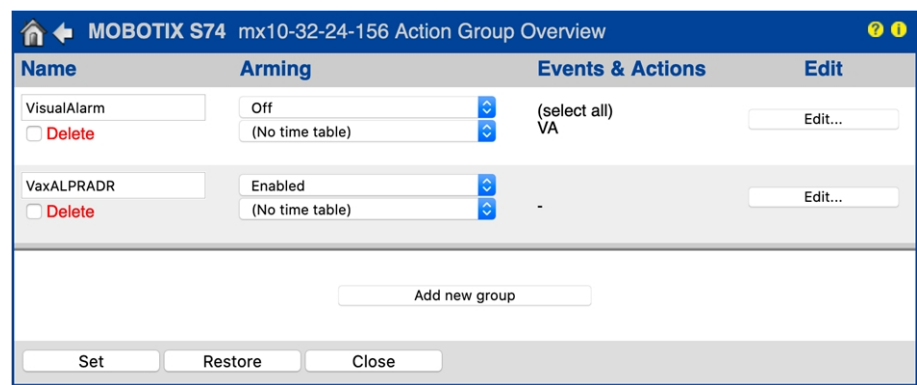 MOBOTIX S74 mx10-32-24-156 Action Group Overview ? i
Name Arming Events & Actions Edit
VisualAlarm Off (select all) Edit...
Delete (No time table) VA
VaxALPRADR Enabled - Edit...
Delete (No time table)
Add new group
Set Restore Close